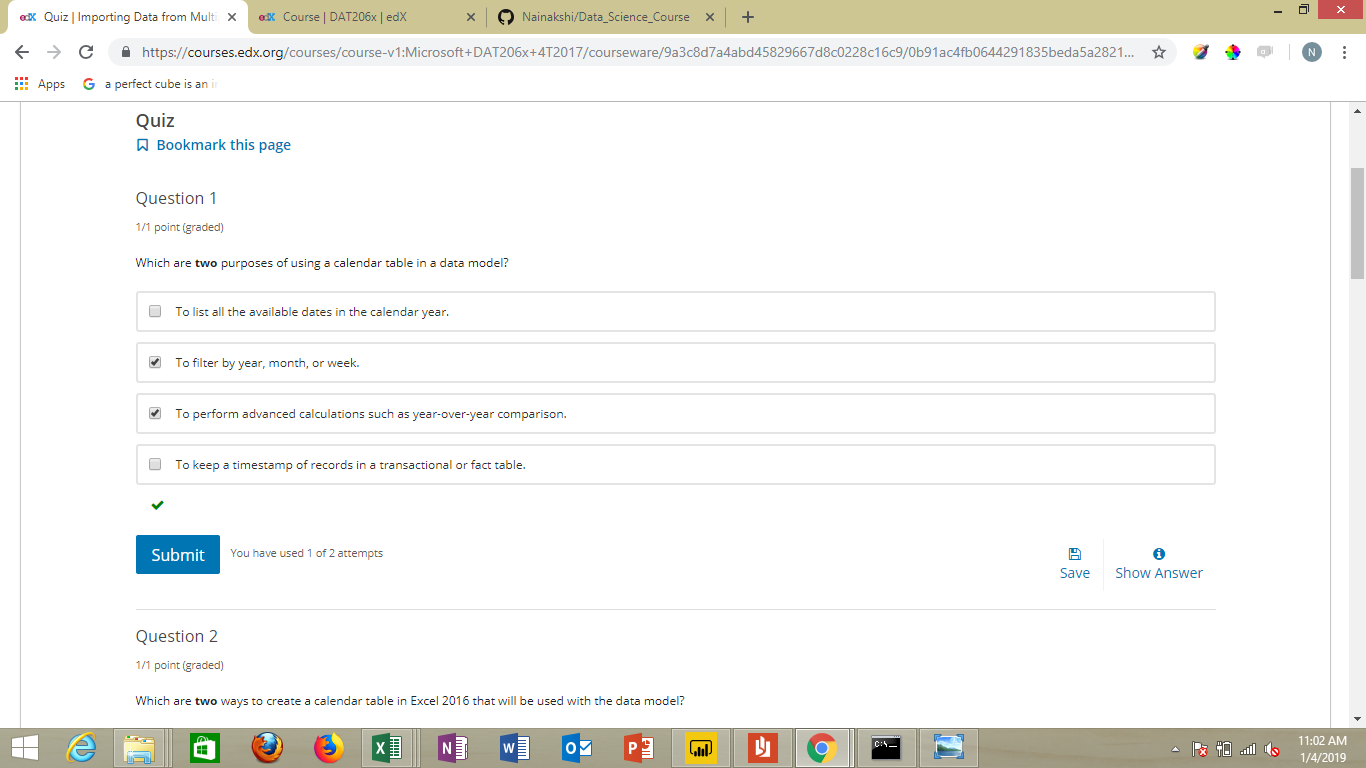 edX Quiz | Importing Data from Mult
edX Course | DAT206x | edX
Nainakshi/Data_Science_Course
https://courses.edx.org/courses/course-v1:Microsoft+DAT206x+4T2017/courseware/9a3c8d7a4abd45829667d8c0228c16c9/0b91ac4fb0644291835beda5a2821...
N
Apps
G a perfect cube is an i
Quiz
Bookmark this page
Question 1
1/1 point (graded)
Which are two purposes of using a calendar table in a data model?
To list all the available dates in the calendar year.
To filter by year, month, or week.
To perform advanced calculations such as year-over-year comparison.
To keep a timestamp of records in a transactional or fact table.
Submit
You have used 1 of 2 attempts
Save
Show Answer
Question 2
1/1 point (graded)
Which are two ways to create a calendar table in Excel 2016 that will be used with the data model?
11:02 AM
1/4/2019